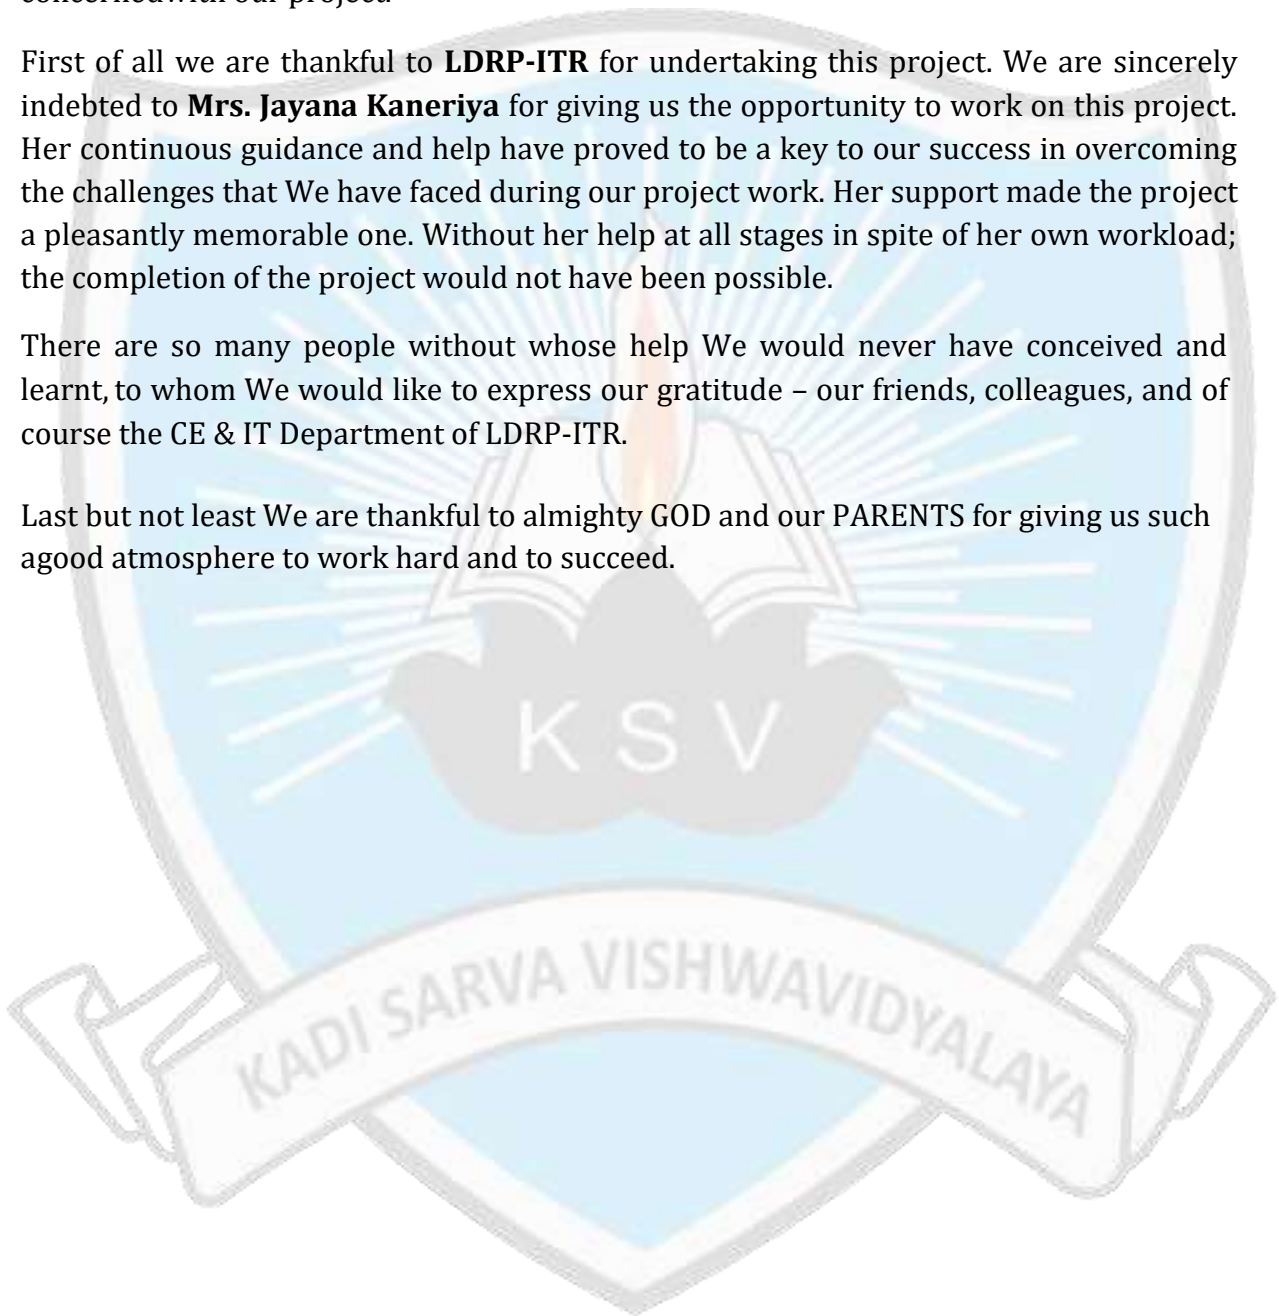 concernedwith our project.
First of all we are thankful to LDRP-ITR for undertaking this project. We are sincerely
indebted to Mrs. Jayana Kaneriya for giving us the opportunity to work on this project.
Her continuous guidance and help have proved to be a key to our success in overcoming
the challenges that We have faced during our project work. Her support made the project
a pleasantly memorable one. Without her help at all stages in spite of her own workload;
the completion of the project would not have been possible.
There are so many people without whose help We would never have conceived and
learnt, to whom We would like to express our gratitude – our friends, colleagues, and of
course the CE & IT Department of LDRP-ITR.
Last but not least We are thankful to almighty GOD and our PARENTS for giving us such
agood atmosphere to work hard and to succeed.
K S V
KADI SARVA VISHWAVIDYALAYA